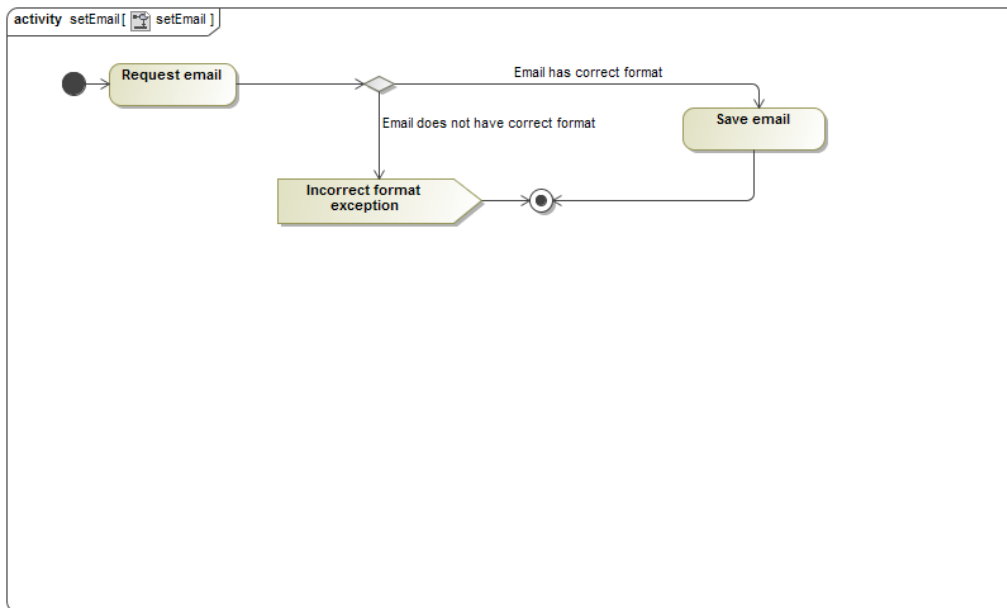 activity setEmail [ setEmail ]
Request email
Email has correct format
Save email
Email does not have correct format
Incorrect format
exception